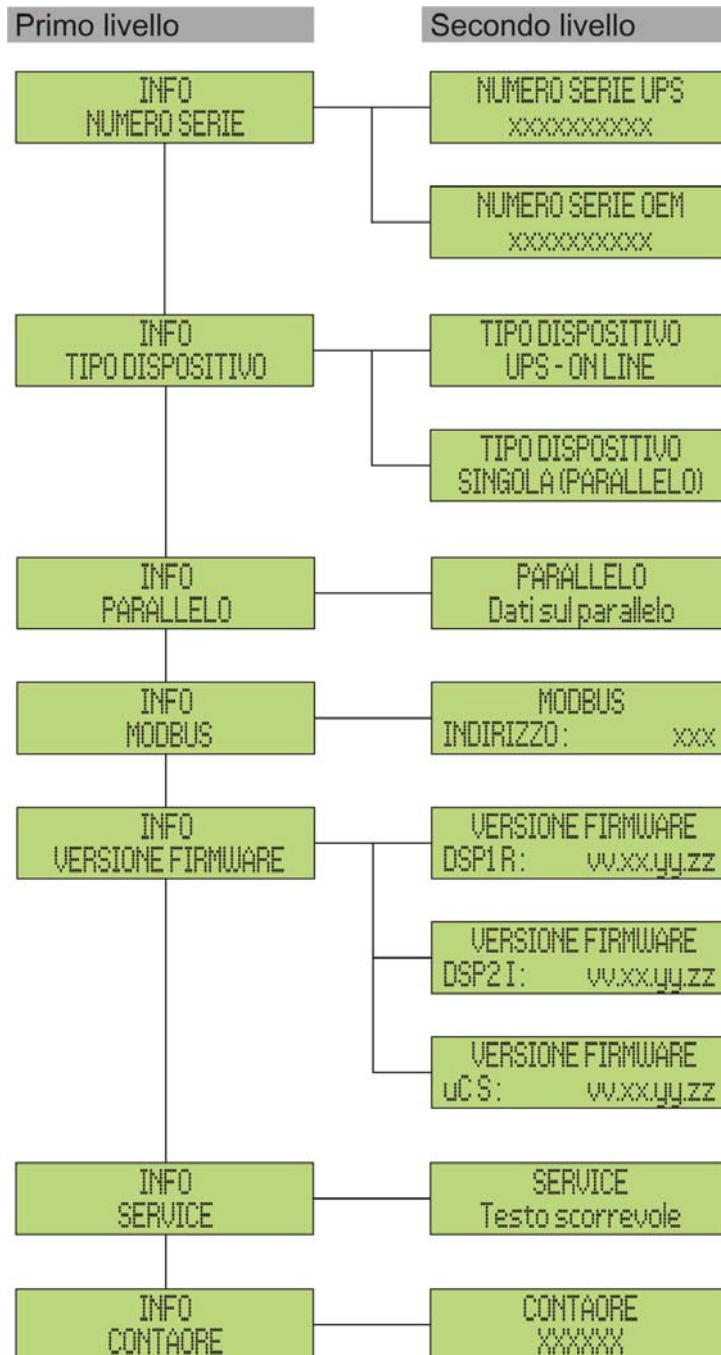 Primo livello
Secondo livello
INFO
NUMERO SERIE
NUMERO SERIE UPS
xxxxxxxxxx
NUMERO SERIE OEM
xxxxxxxxxx
INFO
TIPO DISPOSITIVO
TIPO DISPOSITIVO
UPS - ON LINE
TIPO DISPOSITIVO
SINGOLA (PARALLELO)
INFO
PARALLELO
PARALLELO
Dati sul parallelo
INFO
MODBUS
MODBUS
INDIRIZZO: xxx
INFO
VERSIONE FIRMWARE
VERSIONE FIRMWARE
DSP1 R: vv.xx.yy.zz
VERSIONE FIRMWARE
DSP2 I: vv.xx.yy.zz
VERSIONE FIRMWARE
uC S: vv.xx.yy.zz
INFO
SERVICE
SERVICE
Testo scorrevole
INFO
CONTAORE
CONTAORE
XXXXXX